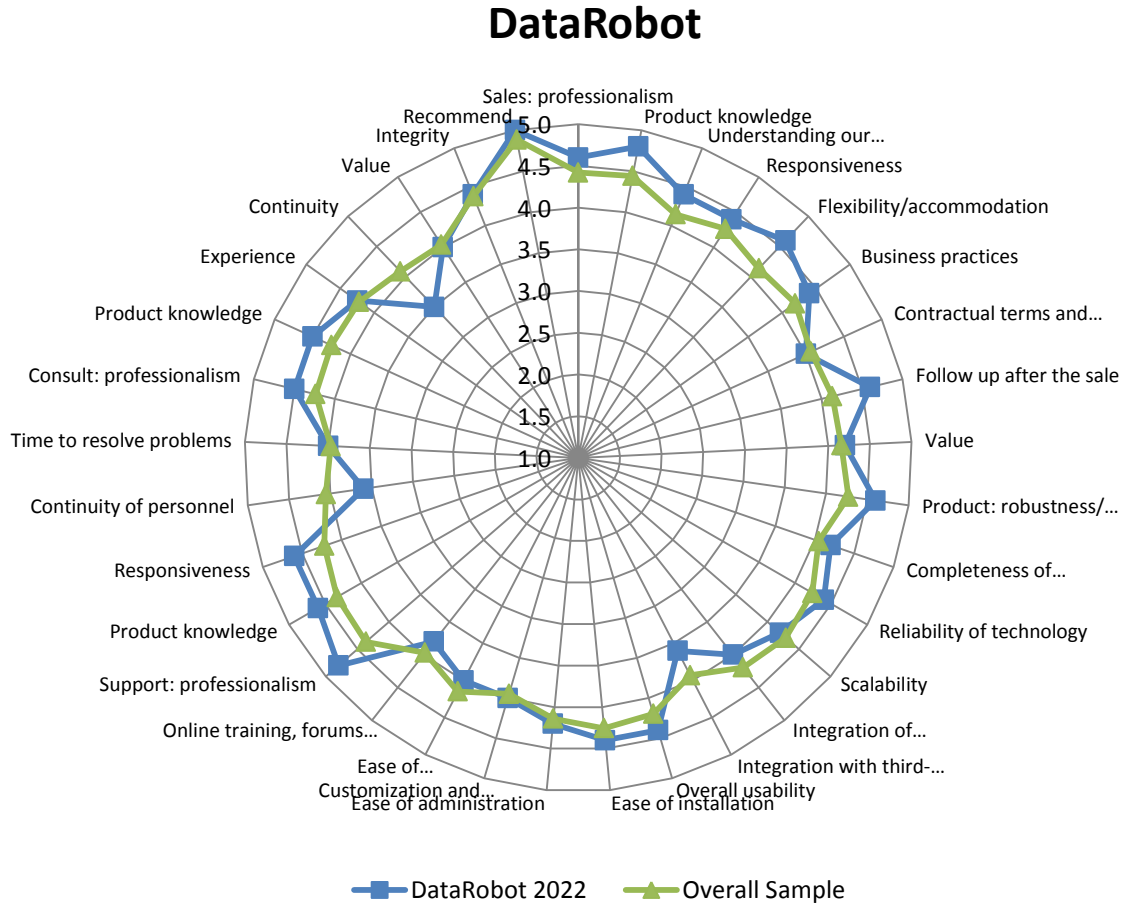 DataRobot
Sales: professionalism
Product knowledge
Understanding our...
Responsiveness
Flexibility/accommodation
Business practices
Contractual terms and...
Follow up after the sale
Value
Product: robustness/...
Completeness of...
Reliability of technology
Scalability
Integration of...
Integration with third-...
Overall usability
Ease of installation
Ease of administration
Customization and...
Ease of...
Online training, forums...
Support: professionalism
Product knowledge
Responsiveness
Continuity of personnel
Time to resolve problems
Consult: professionalism
Product knowledge
Experience
Continuity
Value
Integrity
Recommend
5.0
4.5
4.0
3.5
3.0
2.5
2.0
1.5
1.0
DataRobot 2022
Overall Sample